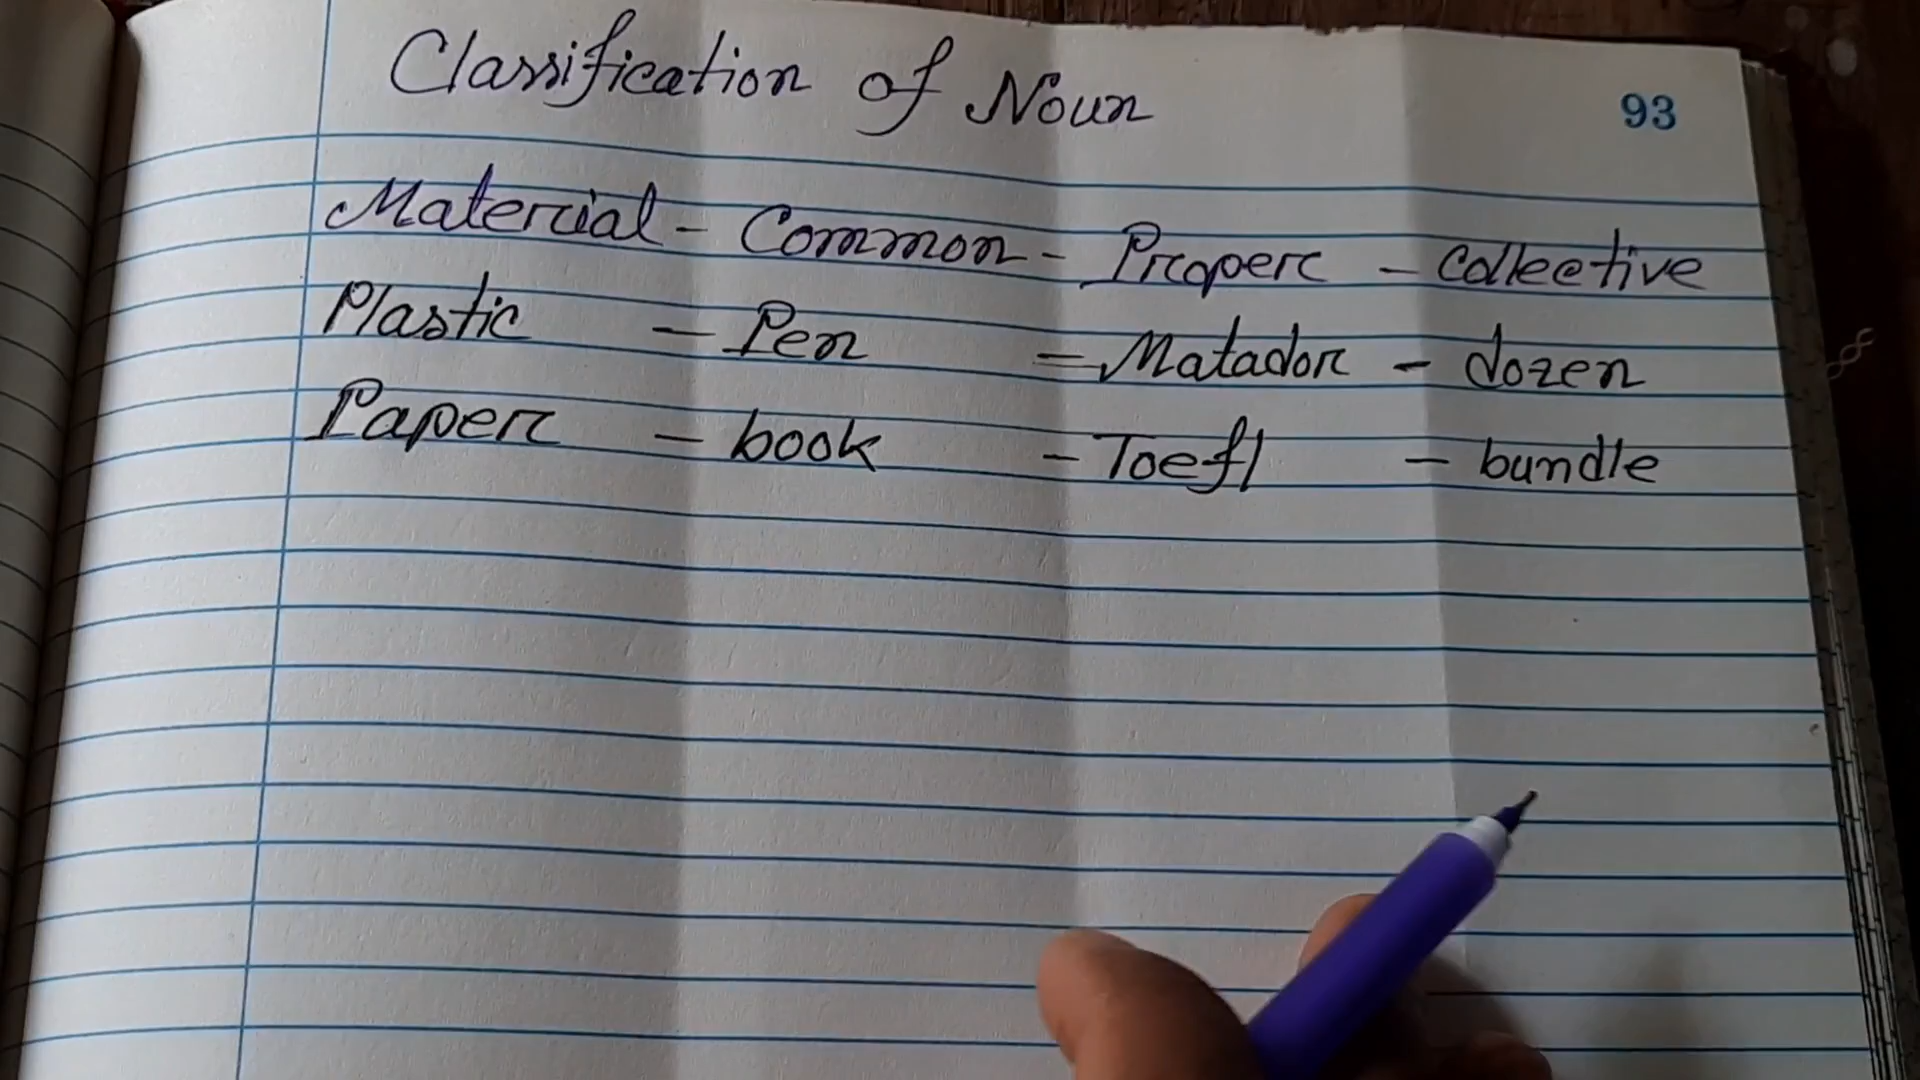 Classification of Noun
93
Material - Common - Proper - Collective
Plastic - Pen = Matador - dozen
Paper - book - Toefl - bundle